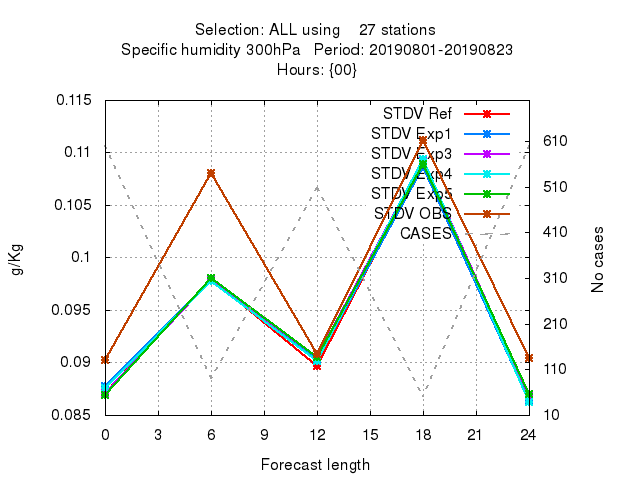 Selection: ALL using    27 stations
Specific humidity 300hPa   Period: 20190801-20190823
Hours: {00}
STDV Ref
STDV Exp1
STDV Exp3
STDV Exp4
STDV Exp5
STDV OBS
CASES
g/Kg
0.115
0.11
0.105
0.1
0.095
0.09
0.085
No cases
610
510
410
310
210
110
10
0 3 6 9 12 15 18 21 24
Forecast length